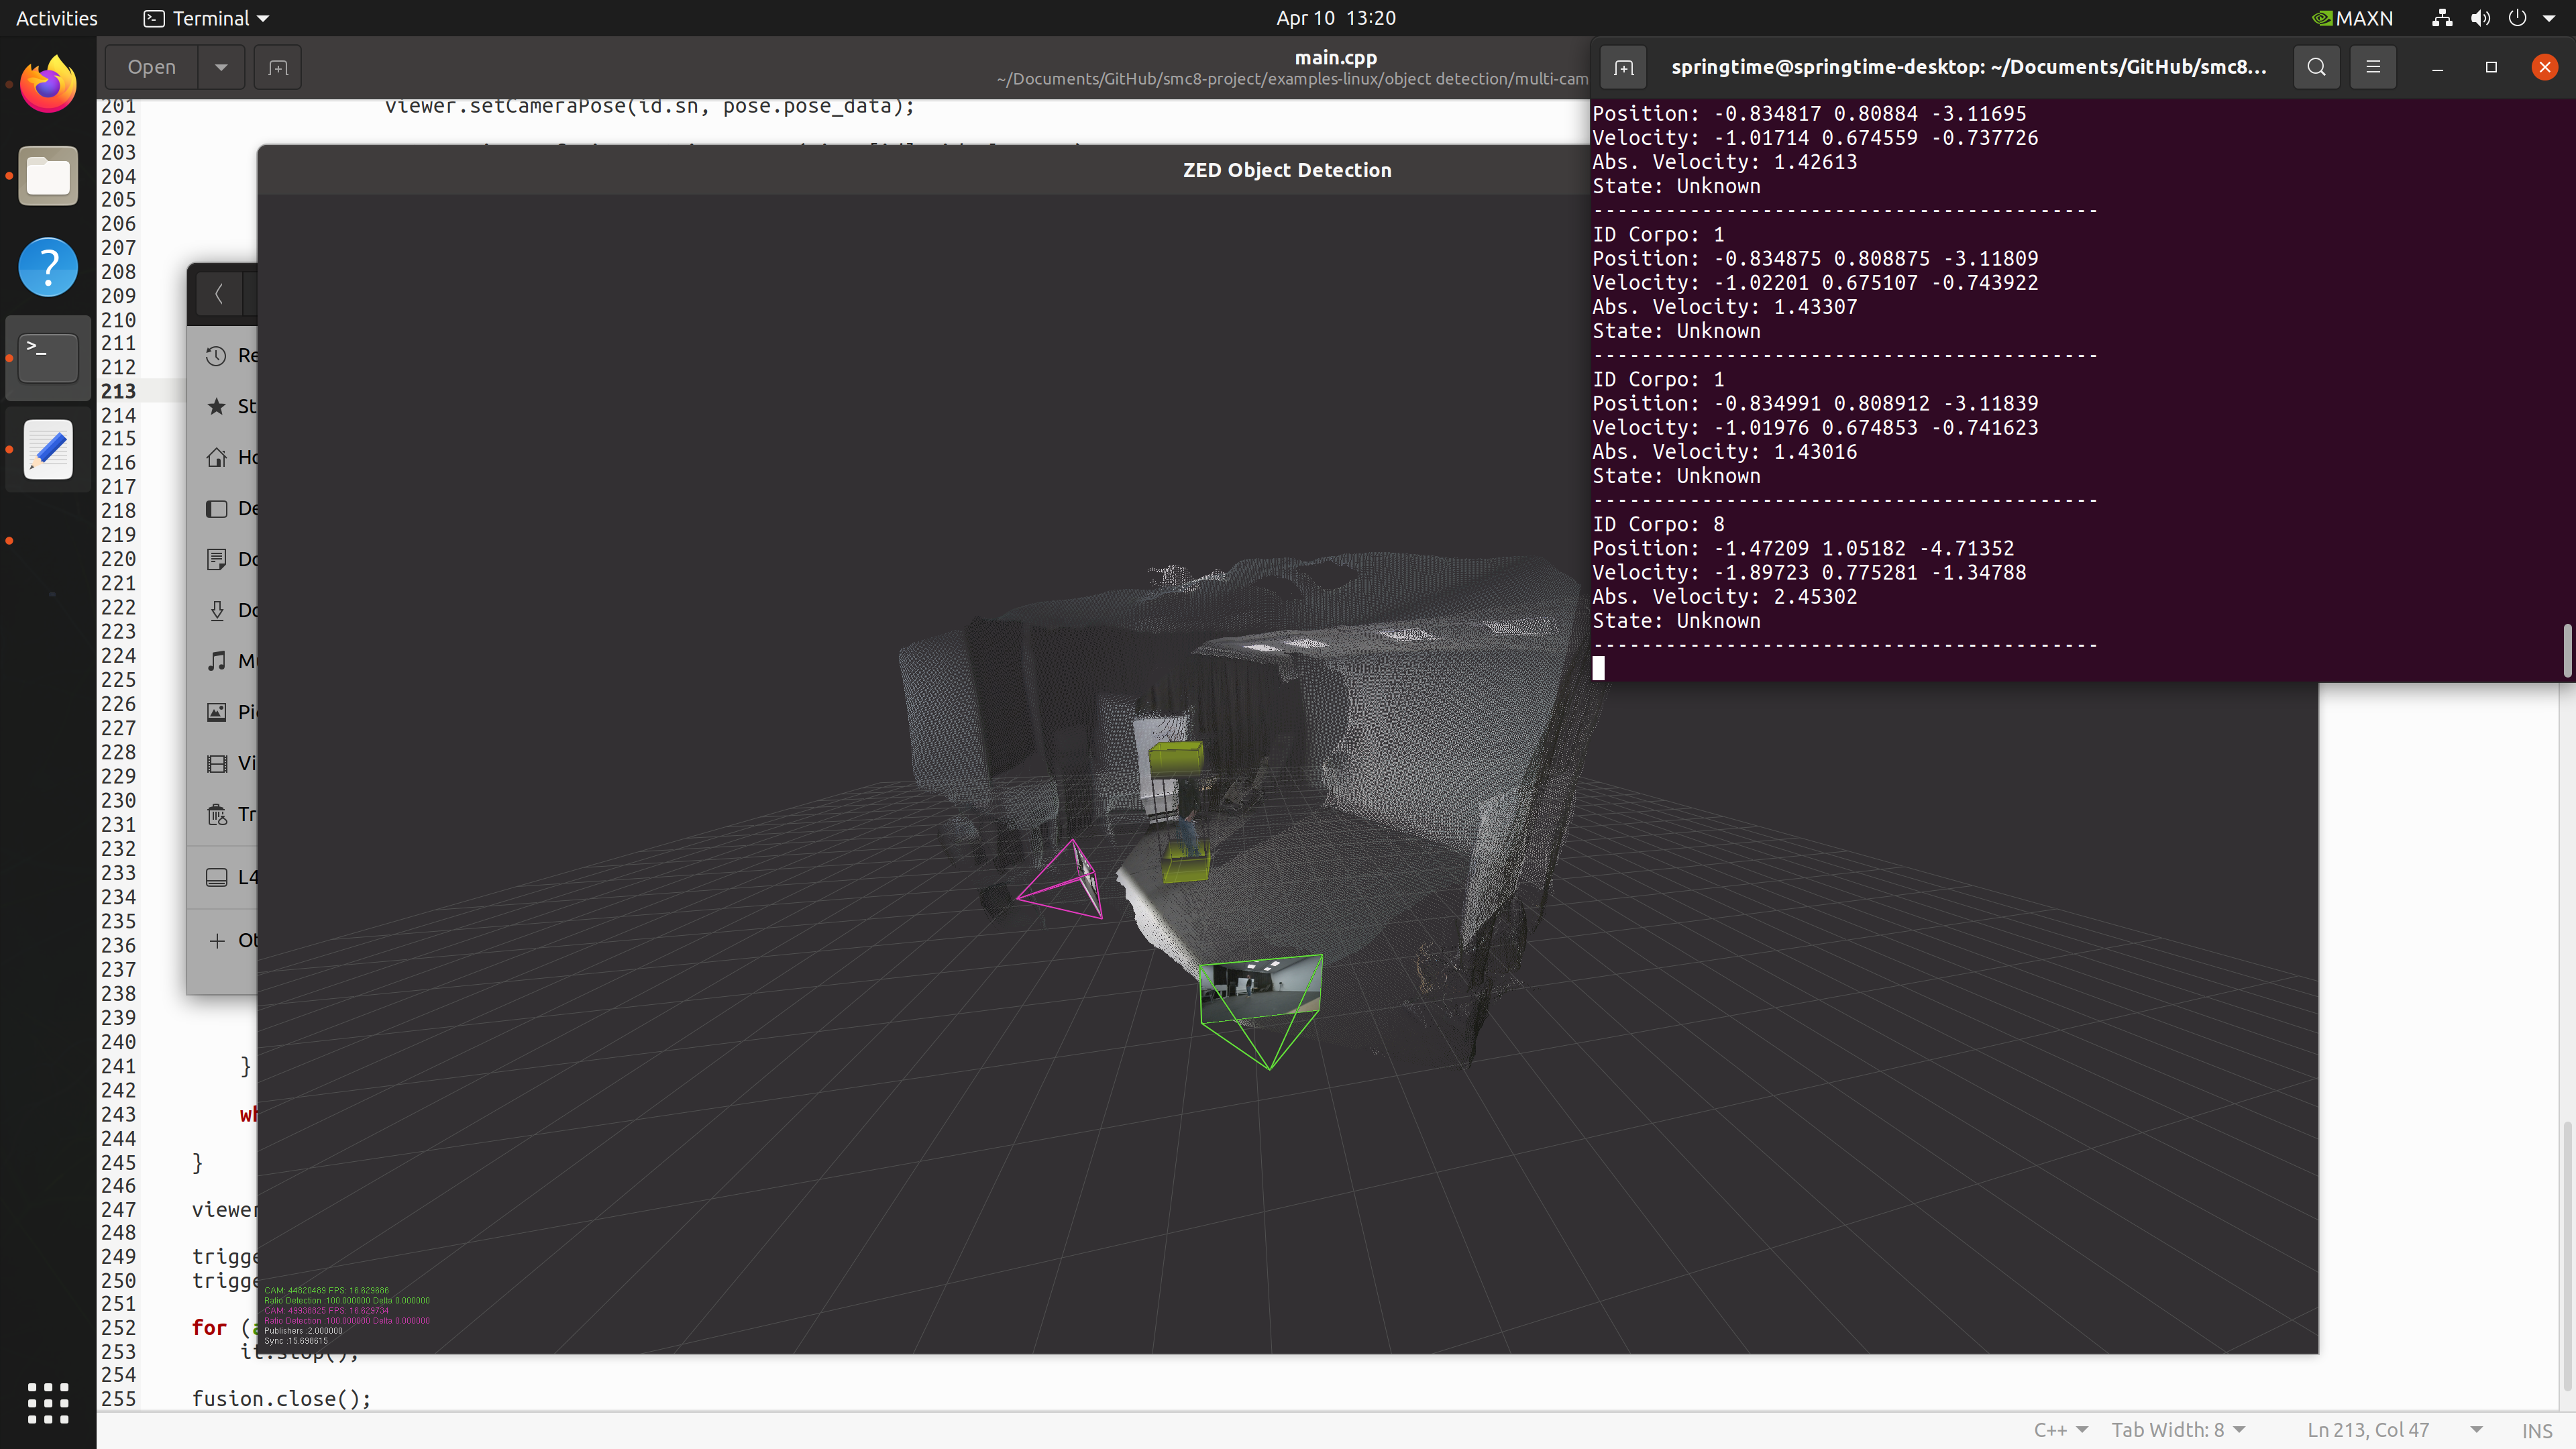 Activities
Terminal
Apr 10 13:20
MAXN
Open
main.cpp
~/Documents/GitHub/smc8-project/examples-linux/object detection/multi-cam
201 viewer.setCameraPose(id.sn, pose.pose_data);
202
203
204
205
206
207
208
209
210
211
212
213
214
215
216
217
218
219
220
221
222
223
224
225
226
227
228
229
230
231
232
233
234
235
236
237
238
239
240
241 }
242
243 wh
244
245 }
246
247 viewer
248
249 trigge
250 trigge
251
252 for (
253 it.stop();
254
255 fusion.close();
Re
St
Ho
De
Do
Do
Mu
Pic
Vi
Tr
L4
Ot
ZED Object Detection
CAM: 44820489 FPS: 16.629686
Ratio Detection :100.000000 Delta 0.000000
CAM: 49938825 FPS: 16.629734
Ratio Detection :100.000000 Delta 0.000000
Publishers :2.000000
Sync :15.698615
springtime@springtime-desktop: ~/Documents/GitHub/smc8...
Position: -0.834817 0.80884 -3.11695
Velocity: -1.01714 0.674559 -0.737726
Abs. Velocity: 1.42613
State: Unknown
------------------------------------------
ID Corpo: 1
Position: -0.834875 0.808875 -3.11809
Velocity: -1.02201 0.675107 -0.743922
Abs. Velocity: 1.43307
State: Unknown
------------------------------------------
ID Corpo: 1
Position: -0.834991 0.808912 -3.11839
Velocity: -1.01976 0.674853 -0.741623
Abs. Velocity: 1.43016
State: Unknown
------------------------------------------
ID Corpo: 8
Position: -1.47209 1.05182 -4.71352
Velocity: -1.89723 0.775281 -1.34788
Abs. Velocity: 2.45302
State: Unknown
------------------------------------------
C++
Tab Width: 8
Ln 213, Col 47
INS